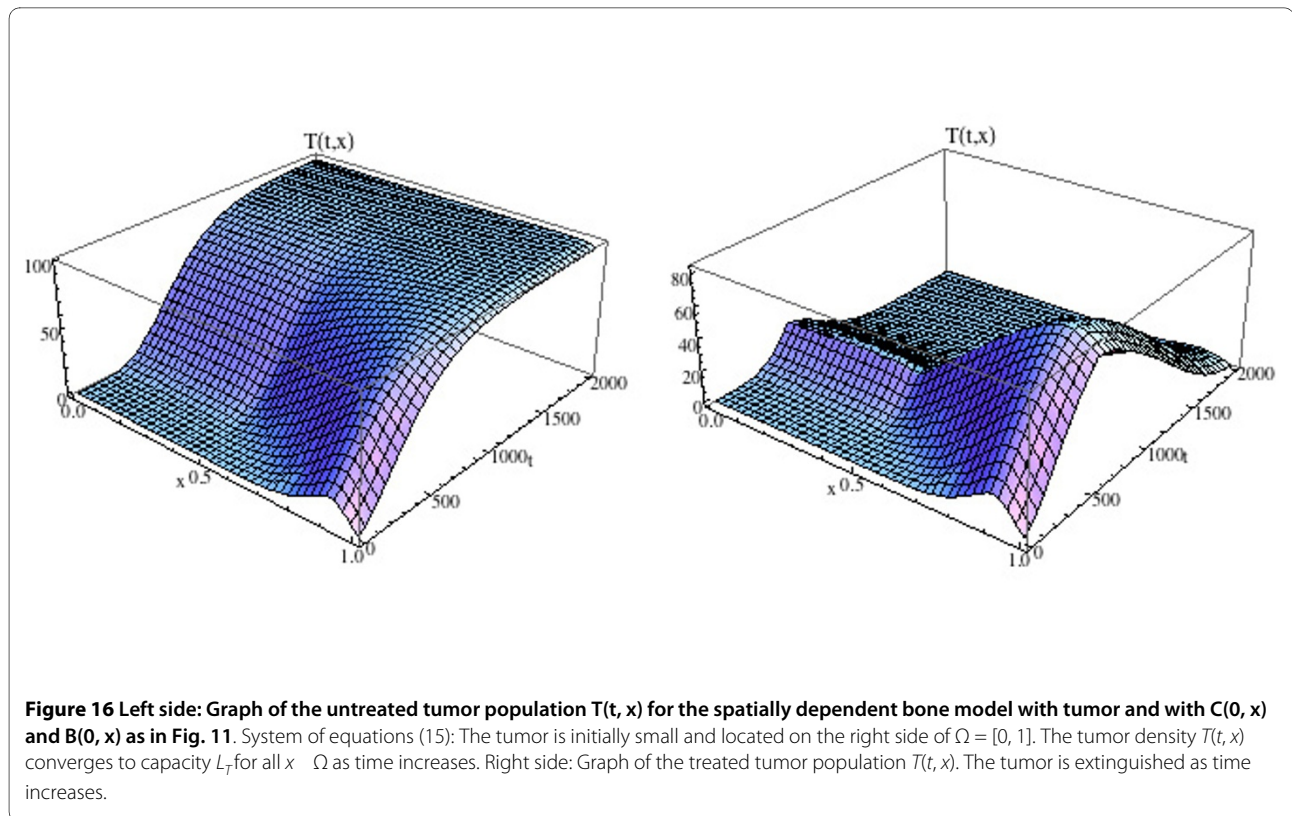 T(t,x)
100
50
0
0.0
x 0.5
1.0
0
500
1000t
1500
2000
T(t,x)
80
60
40
20
0
0.0
x 0.5
1.0
0
500
1000t
1500
2000
Figure 16 Left side: Graph of the untreated tumor population T(t, x) for the spatially dependent bone model with tumor and with C(0, x)
and B(0, x) as in Fig. 11. System of equations (15): The tumor is initially small and located on the right side of Ω = [0, 1]. The tumor density T(t, x)
converges to capacity L_T for all x Ω as time increases. Right side: Graph of the treated tumor population T(t, x). The tumor is extinguished as time
increases.